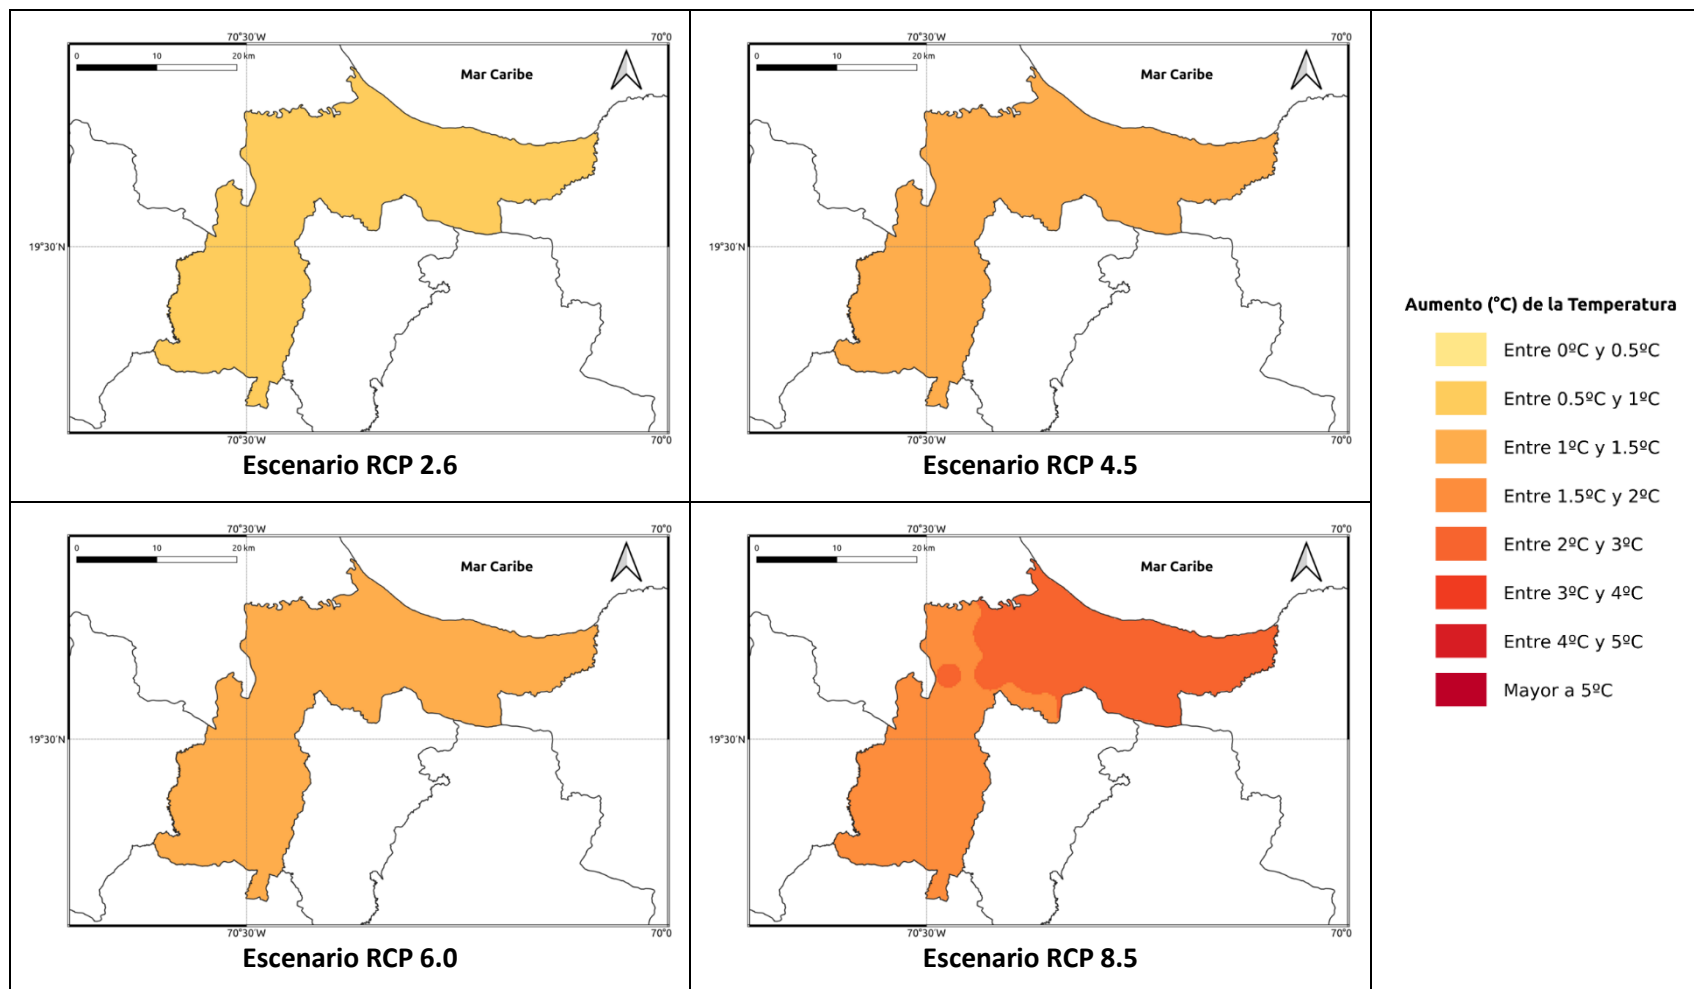 70°30'W 70°0
0 10 20 km
Mar Caribe
19°30'N
70°30'W 70°0
Escenario RCP 2.6
70°30'W 70°0
0 10 20 km
Mar Caribe
19°30'N
70°30'W 70°0
Escenario RCP 4.5
70°30'W 70°0
0 10 20 km
Mar Caribe
19°30'N
70°30'W 70°0
Escenario RCP 6.0
70°30'W 70°0
0 10 20 km
Mar Caribe
19°30'N
70°30'W 70°0
Escenario RCP 8.5
Aumento (°C) de la Temperatura
Entre 0ºC y 0.5ºC
Entre 0.5ºC y 1ºC
Entre 1ºC y 1.5ºC
Entre 1.5ºC y 2ºC
Entre 2ºC y 3ºC
Entre 3ºC y 4ºC
Entre 4ºC y 5ºC
Mayor a 5ºC